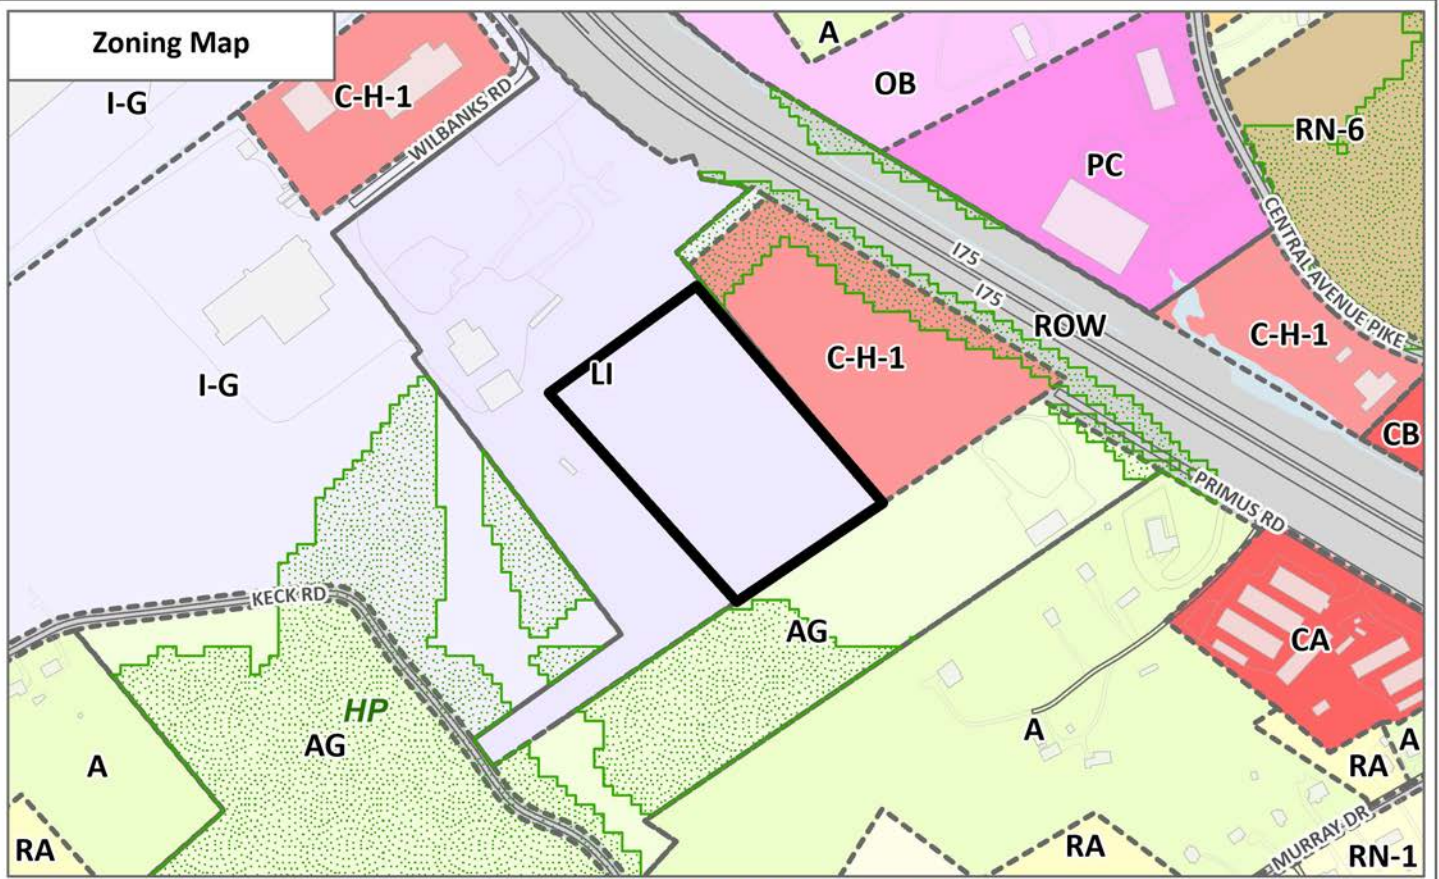 Zoning Map
A
I-G
C-H-1
WILBANKS RD
OB
PC
RN-6
CENTRAL AVENUE PIKE
I75
I75
ROW
C-H-1
C-H-1
LI
I-G
CB
PRIMUS RD
KECK RD
AG
CA
HP
AG
A
A
A
RA
RA
RA
MURRAY DR
RN-1